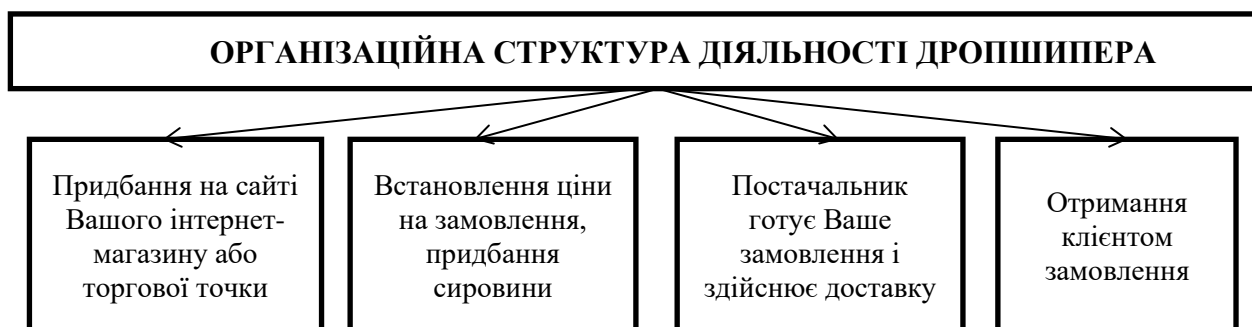 ОРГАНІЗАЦІЙНА СТРУКТУРА ДІЯЛЬНОСТІ ДРОПШИПЕРА
Придбання на сайті
Вашого інтернет-
магазину або
торгової точки
Встановлення ціни
на замовлення,
придбання
сировини
Постачальник
готує Ваше
замовлення і
здійснює доставку
Отримання
клієнтом
замовлення